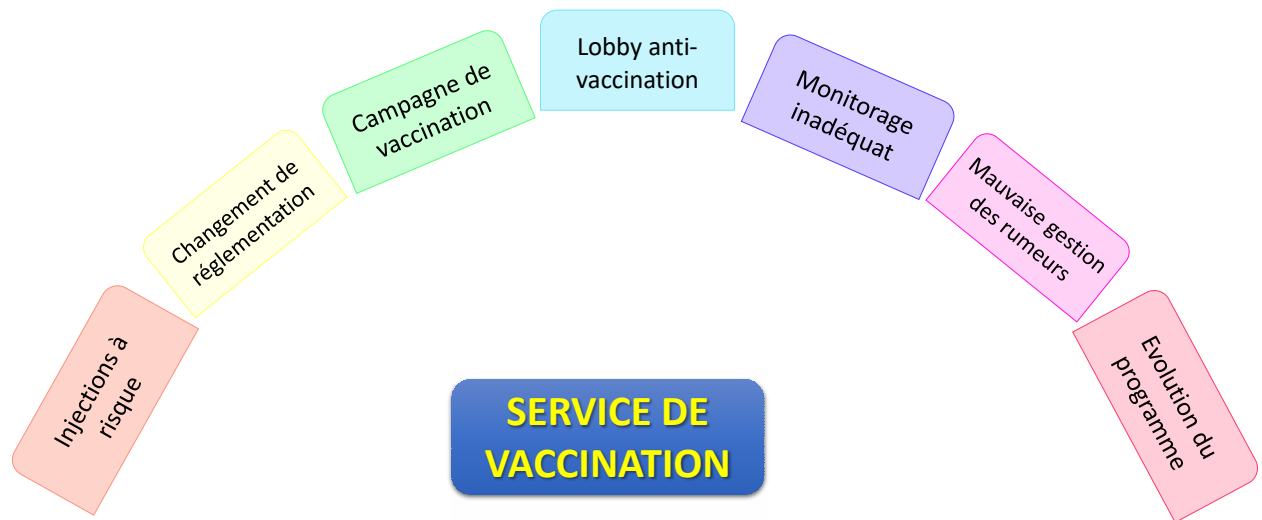 Injections à
risque
Changement de
réglementation
Campagne de
vaccination
Lobby anti-
vaccination
Monitorage
inadéquat
Mauvaise gestion
des rumeurs
Evolution du
programme
SERVICE DE
VACCINATION